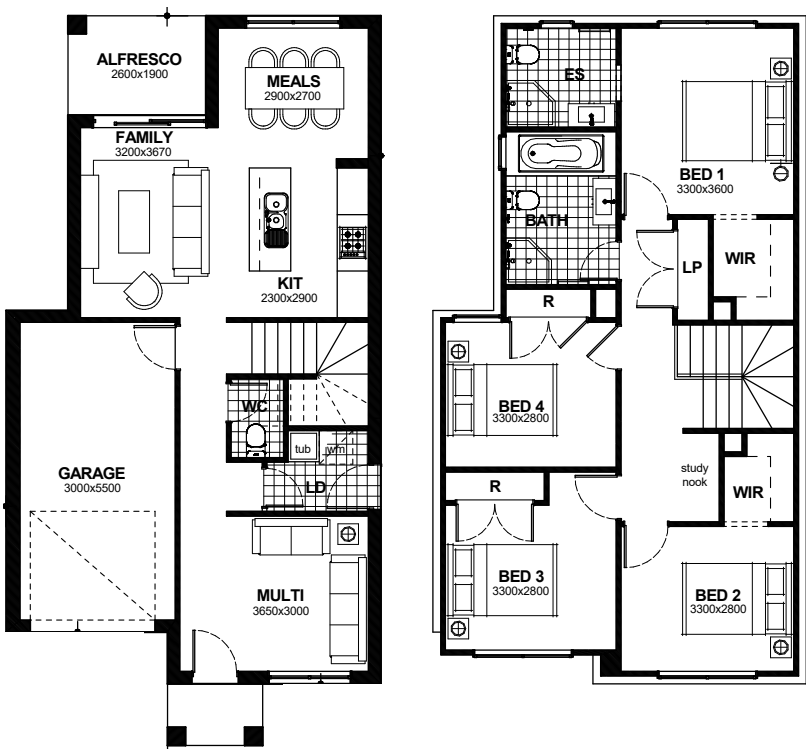 ALFRESCO
2600x1900
MEALS
2900x2700
FAMILY
3200x3670
KIT
2300x2900
WC
tub
wm
LD
GARAGE
3000x5500
MULTI
3650x3000
ES
BED 1
3300x3600
BATH
LP
WIR
R
BED 4
3300x2800
study
nook
WIR
R
BED 3
3300x2800
BED 2
3300x2800